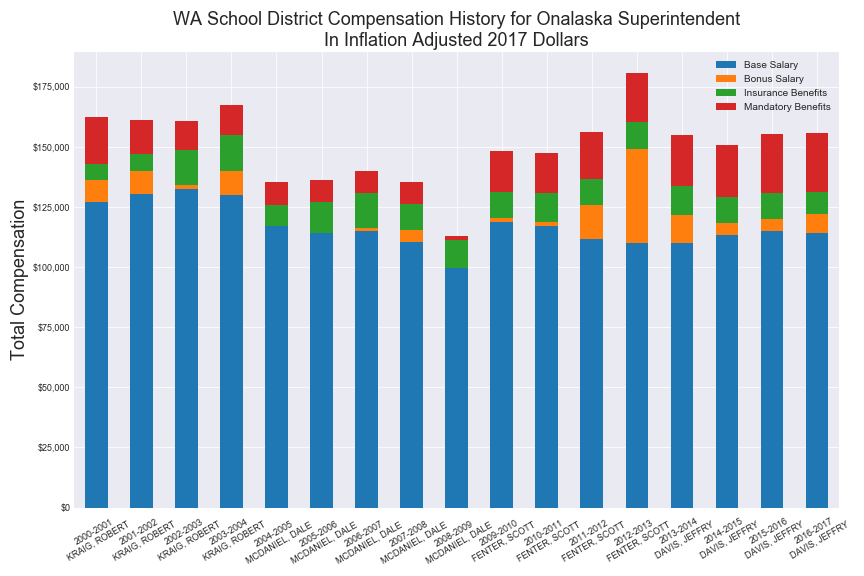 WA School District Compensation History for Onalaska Superintendent
In Inflation Adjusted 2017 Dollars
Base Salary
Bonus Salary
Insurance Benefits
Mandatory Benefits
Total Compensation
$175,000
$150,000
$125,000
$100,000
$75,000
$50,000
$25,000
$0
2000-2001
KRAIG, ROBERT
2001-2002
KRAIG, ROBERT
2002-2003
KRAIG, ROBERT
2003-2004
KRAIG, ROBERT
2004-2005
MCDANIEL, DALE
2005-2006
MCDANIEL, DALE
2006-2007
MCDANIEL, DALE
2007-2008
MCDANIEL, DALE
2008-2009
MCDANIEL, DALE
2009-2010
FENTER, SCOTT
2010-2011
FENTER, SCOTT
2011-2012
FENTER, SCOTT
2012-2013
FENTER, SCOTT
2013-2014
DAVIS, JEFFRY
2014-2015
DAVIS, JEFFRY
2015-2016
DAVIS, JEFFRY
2016-2017
DAVIS, JEFFRY